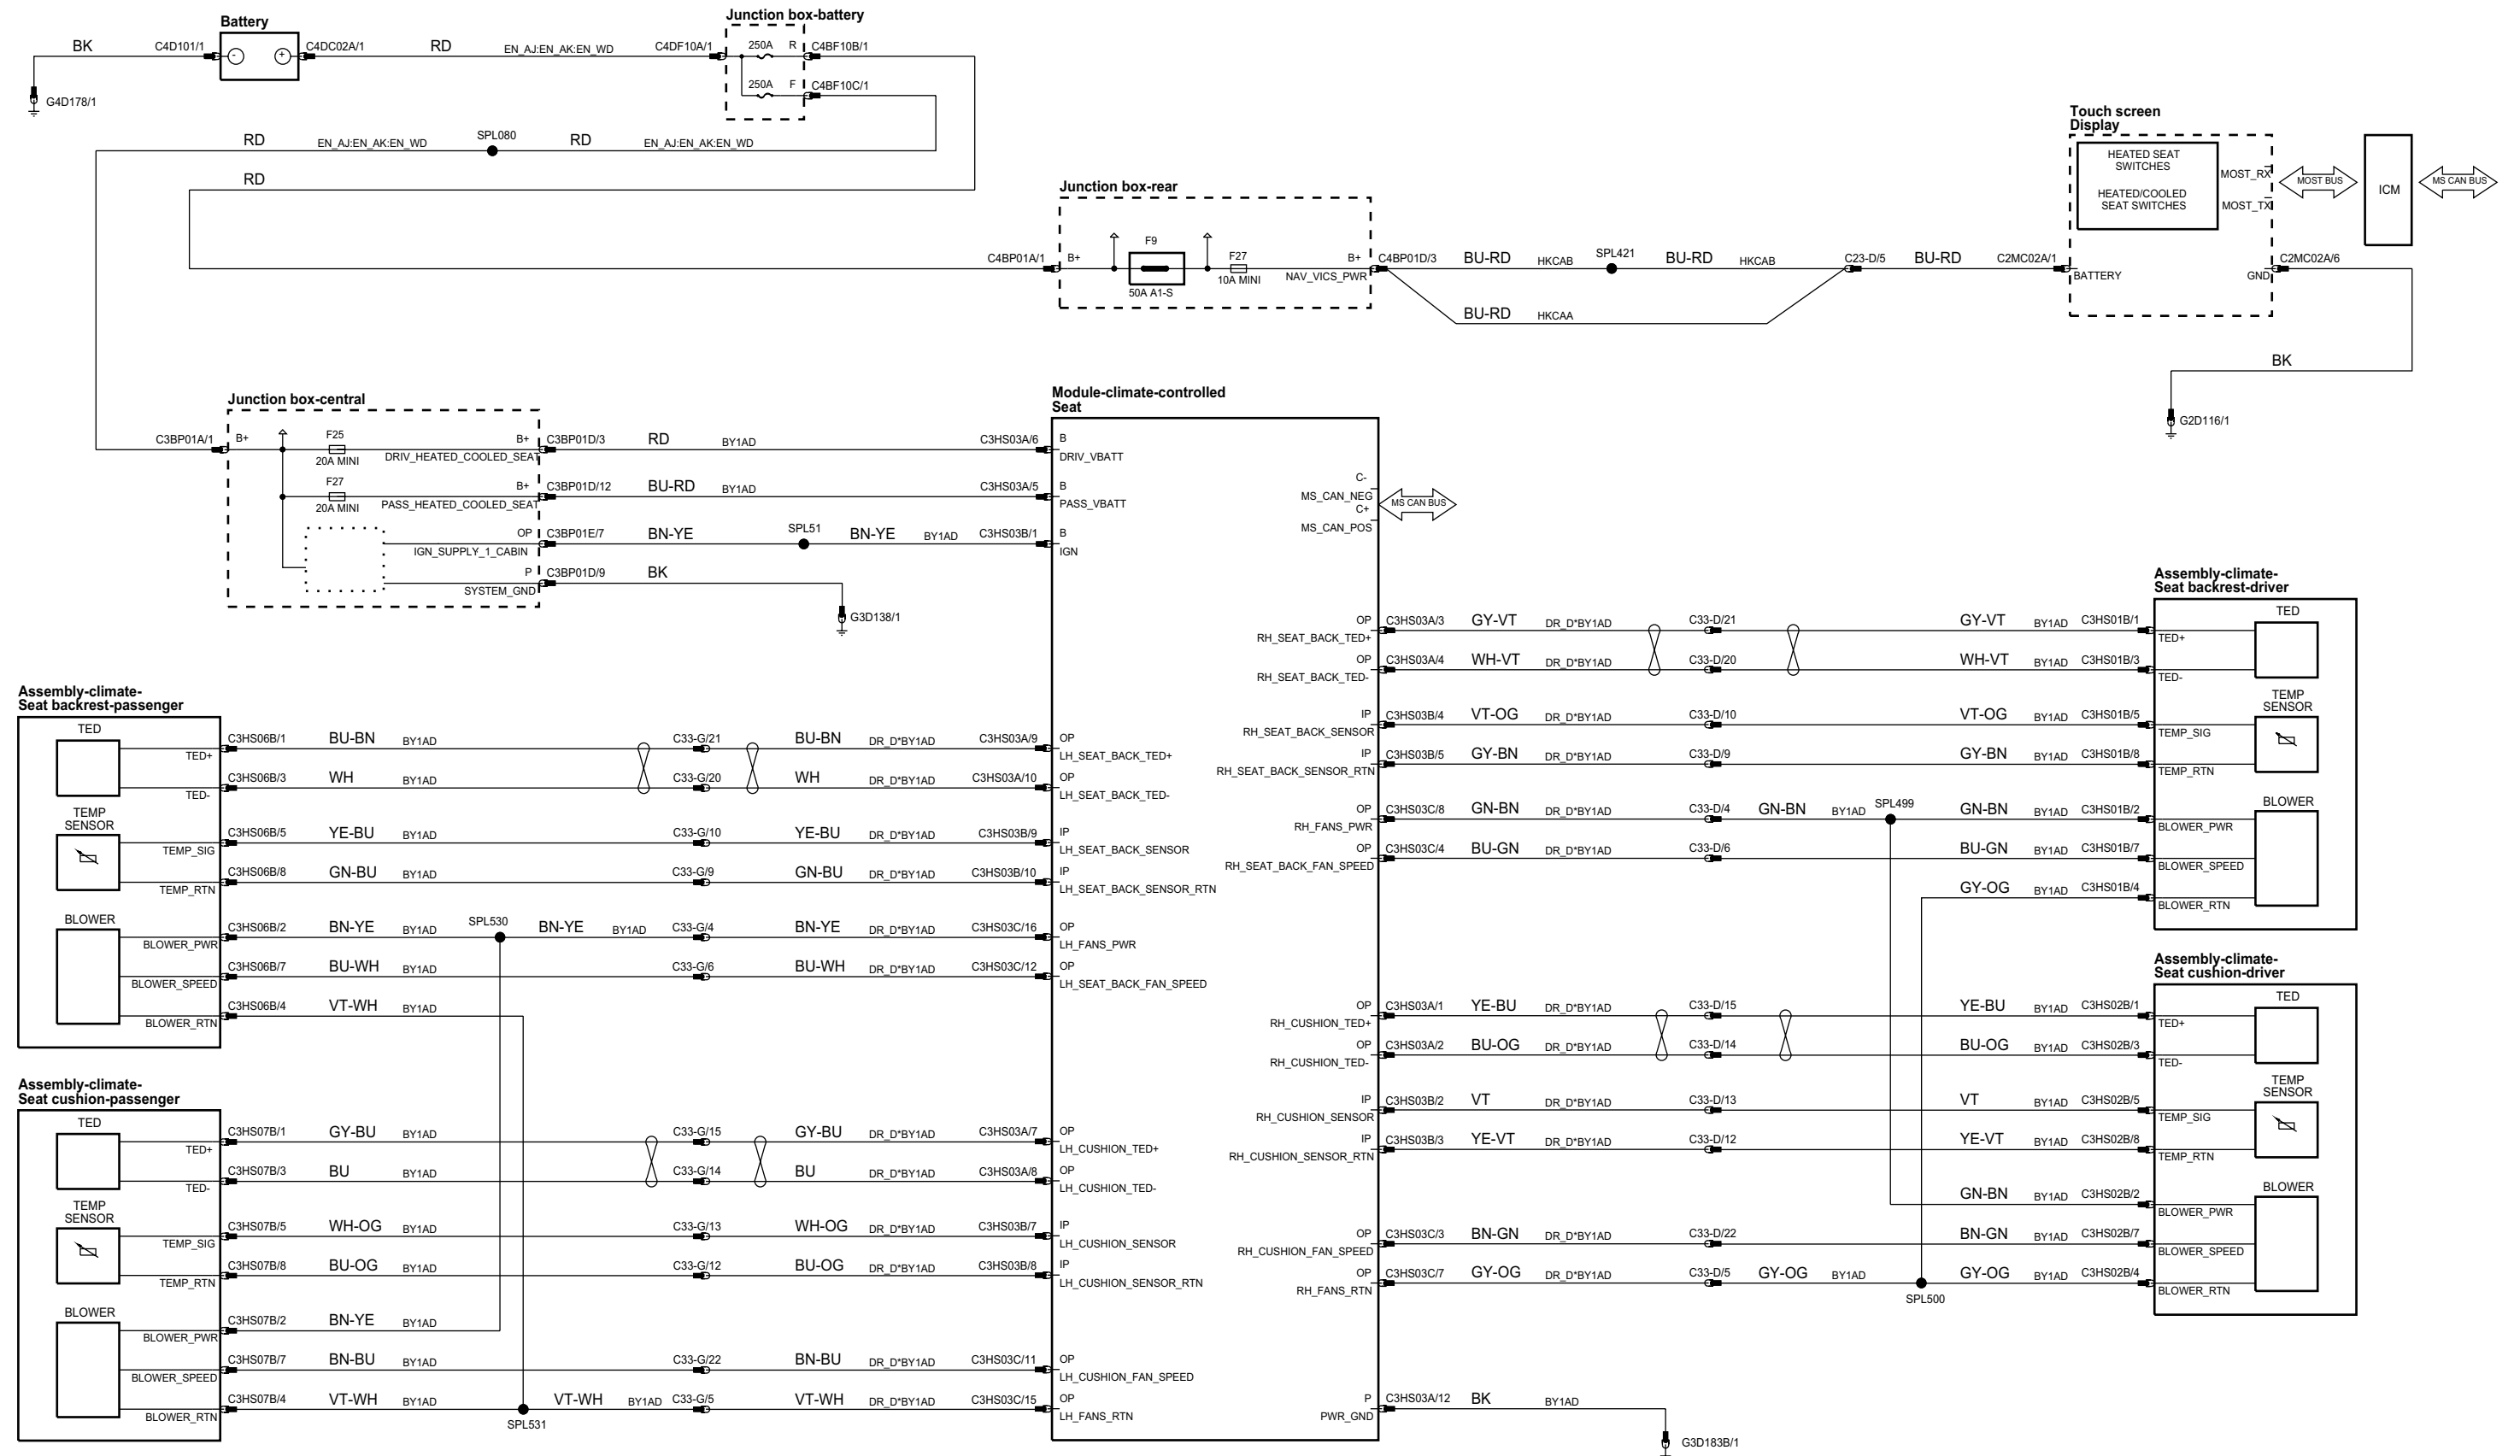 Battery
Junction box-battery
BK
C4D101/1
-
+
C4DC02A/1
RD
EN_AJ:EN_AK:EN_WD
C4DF10A/1
250A
R
C4BF10B/1
250A
F
C4BF10C/1
G4D178/1
RD
EN_AJ:EN_AK:EN_WD
SPL080
RD
EN_AJ:EN_AK:EN_WD
RD
Touch screen
Display
HEATED SEAT
SWITCHES
HEATED/COOLED
SEAT SWITCHES
MOST_RX
MOST_TX
MOST BUS
ICM
MS CAN BUS
Junction box-rear
C4BP01A/1
B+
F9
50A A1-S
F27
10A MINI
B+
NAV_VICS_PWR
C4BP01D/3
BU-RD
HKCAB
SPL421
BU-RD
HKCAB
C23-D/5
BU-RD
C2MC02A/1
BATTERY
GND
C2MC02A/6
BU-RD
HKCAA
BK
G2D116/1
Junction box-central
C3BP01A/1
B+
F25
20A MINI
B+
DRIV_HEATED_COOLED_SEAT
C3BP01D/3
RD
BY1AD
C3HS03A/6
F27
20A MINI
B+
PASS_HEATED_COOLED_SEAT
C3BP01D/12
BU-RD
BY1AD
C3HS03A/5
OP
IGN_SUPPLY_1_CABIN
C3BP01E/7
BN-YE
SPL51
BN-YE
BY1AD
C3HS03B/1
P
SYSTEM_GND
C3BP01D/9
BK
G3D138/1
Module-climate-controlled
Seat
B
DRIV_VBATT
B
PASS_VBATT
B
IGN
C-
MS_CAN_NEG
C+
MS_CAN_POS
MS CAN BUS
Assembly-climate-
Seat backrest-driver
OP
RH_SEAT_BACK_TED+
C3HS03A/3
GY-VT
DR_D*BY1AD
C33-D/21
GY-VT
BY1AD
C3HS01B/1
TED+
TED
OP
RH_SEAT_BACK_TED-
C3HS03A/4
WH-VT
DR_D*BY1AD
C33-D/20
WH-VT
BY1AD
C3HS01B/3
TED-
IP
RH_SEAT_BACK_SENSOR
C3HS03B/4
VT-OG
DR_D*BY1AD
C33-D/10
VT-OG
BY1AD
C3HS01B/5
TEMP_SIG
TEMP
SENSOR
IP
RH_SEAT_BACK_SENSOR_RTN
C3HS03B/5
GY-BN
DR_D*BY1AD
C33-D/9
GY-BN
BY1AD
C3HS01B/8
TEMP_RTN
OP
RH_FANS_PWR
C3HS03C/8
GN-BN
DR_D*BY1AD
C33-D/4
GN-BN
BY1AD
SPL499
GN-BN
BY1AD
C3HS01B/2
BLOWER_PWR
BLOWER
OP
RH_SEAT_BACK_FAN_SPEED
C3HS03C/4
BU-GN
DR_D*BY1AD
C33-D/6
BU-GN
BY1AD
C3HS01B/7
BLOWER_SPEED
GY-OG
BY1AD
C3HS01B/4
BLOWER_RTN
Assembly-climate-
Seat backrest-passenger
TED
TED+
C3HS06B/1
BU-BN
BY1AD
C33-G/21
BU-BN
DR_D*BY1AD
C3HS03A/9
OP
LH_SEAT_BACK_TED+
TED-
C3HS06B/3
WH
BY1AD
C33-G/20
WH
DR_D*BY1AD
C3HS03A/10
OP
LH_SEAT_BACK_TED-
TEMP
SENSOR
TEMP_SIG
C3HS06B/5
YE-BU
BY1AD
C33-G/10
YE-BU
DR_D*BY1AD
C3HS03B/9
IP
LH_SEAT_BACK_SENSOR
TEMP_RTN
C3HS06B/8
GN-BU
BY1AD
C33-G/9
GN-BU
DR_D*BY1AD
C3HS03B/10
IP
LH_SEAT_BACK_SENSOR_RTN
BLOWER
BLOWER_PWR
C3HS06B/2
BN-YE
BY1AD
SPL530
BN-YE
BY1AD
C33-G/4
BN-YE
DR_D*BY1AD
C3HS03C/16
OP
LH_FANS_PWR
BLOWER_SPEED
C3HS06B/7
BU-WH
BY1AD
C33-G/6
BU-WH
DR_D*BY1AD
C3HS03C/12
OP
LH_SEAT_BACK_FAN_SPEED
BLOWER_RTN
C3HS06B/4
VT-WH
BY1AD
Assembly-climate-
Seat cushion-driver
OP
RH_CUSHION_TED+
C3HS03A/1
YE-BU
DR_D*BY1AD
C33-D/15
YE-BU
BY1AD
C3HS02B/1
TED+
TED
OP
RH_CUSHION_TED-
C3HS03A/2
BU-OG
DR_D*BY1AD
C33-D/14
BU-OG
BY1AD
C3HS02B/3
TED-
IP
RH_CUSHION_SENSOR
C3HS03B/2
VT
DR_D*BY1AD
C33-D/13
VT
BY1AD
C3HS02B/5
TEMP_SIG
TEMP
SENSOR
IP
RH_CUSHION_SENSOR_RTN
C3HS03B/3
YE-VT
DR_D*BY1AD
C33-D/12
YE-VT
BY1AD
C3HS02B/8
TEMP_RTN
GN-BN
BY1AD
C3HS02B/2
BLOWER_PWR
BLOWER
OP
RH_CUSHION_FAN_SPEED
C3HS03C/3
BN-GN
DR_D*BY1AD
C33-D/22
BN-GN
BY1AD
C3HS02B/7
BLOWER_SPEED
OP
RH_FANS_RTN
C3HS03C/7
GY-OG
DR_D*BY1AD
C33-D/5
GY-OG
BY1AD
SPL500
GY-OG
BY1AD
C3HS02B/4
BLOWER_RTN
Assembly-climate-
Seat cushion-passenger
TED
TED+
C3HS07B/1
GY-BU
BY1AD
C33-G/15
GY-BU
DR_D*BY1AD
C3HS03A/7
OP
LH_CUSHION_TED+
TED-
C3HS07B/3
BU
BY1AD
C33-G/14
BU
DR_D*BY1AD
C3HS03A/8
OP
LH_CUSHION_TED-
TEMP
SENSOR
TEMP_SIG
C3HS07B/5
WH-OG
BY1AD
C33-G/13
WH-OG
DR_D*BY1AD
C3HS03B/7
IP
LH_CUSHION_SENSOR
TEMP_RTN
C3HS07B/8
BU-OG
BY1AD
C33-G/12
BU-OG
DR_D*BY1AD
C3HS03B/8
IP
LH_CUSHION_SENSOR_RTN
BLOWER
BLOWER_PWR
C3HS07B/2
BN-YE
BY1AD
BLOWER_SPEED
C3HS07B/7
BN-BU
BY1AD
C33-G/22
BN-BU
DR_D*BY1AD
C3HS03C/11
OP
LH_CUSHION_FAN_SPEED
BLOWER_RTN
C3HS07B/4
VT-WH
BY1AD
SPL531
VT-WH
BY1AD
C33-G/5
VT-WH
DR_D*BY1AD
C3HS03C/15
OP
LH_FANS_RTN
P
PWR_GND
C3HS03A/12
BK
BY1AD
G3D183B/1